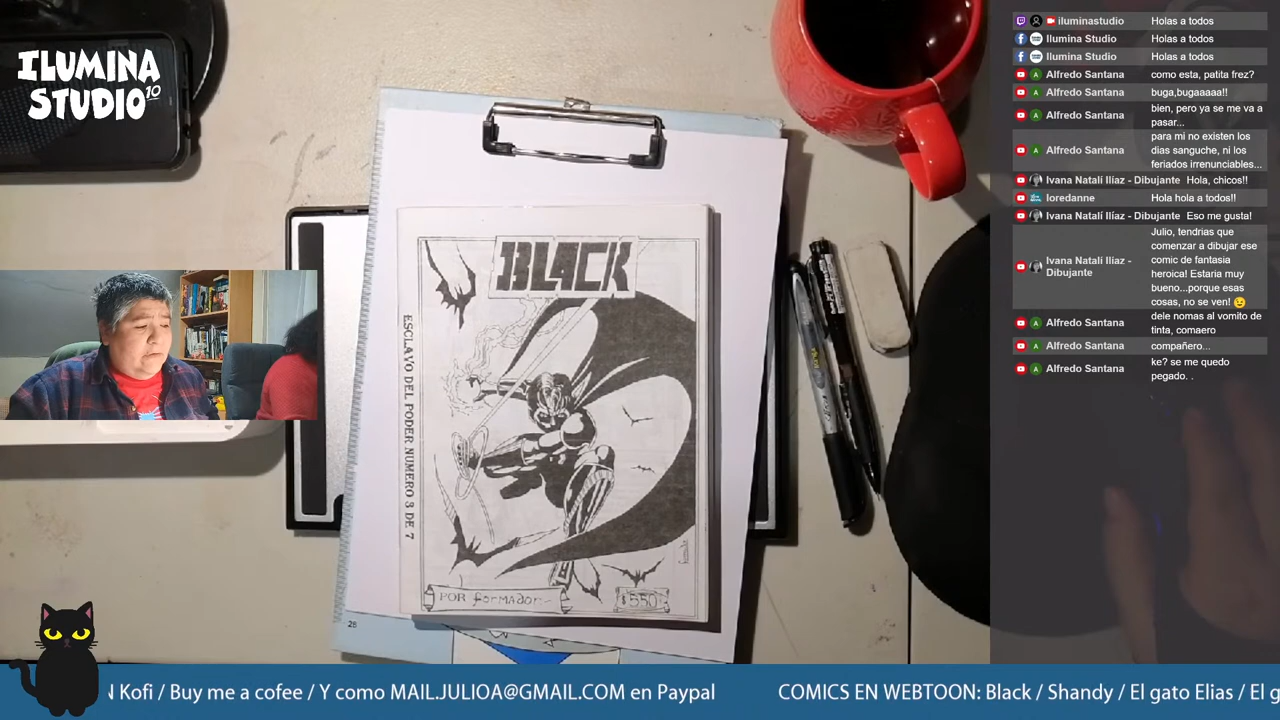 ILUMINA
STUDIO 10
BLACK
ESCLAVO DEL PODER NUMERO 3 DE 7
POR formador
$550
28
iluminastudio Holas a todos
Ilumina Studio Holas a todos
Ilumina Studio Holas a todos
Alfredo Santana como esta, patita frez?
Alfredo Santana buga,bugaaaaa!!
Alfredo Santana bien, pero ya se me va a
pasar...
Alfredo Santana para mi no existen los
dias sanguche, ni los
feriados irrenunciables...
Ivana Natalí Ilíaz - Dibujante Hola, chicos!!
loredanne Hola hola a todos!!
Ivana Natalí Ilíaz - Dibujante Eso me gusta!
Ivana Natalí Ilíaz -
Dibujante
Julio, tendrias que
comenzar a dibujar ese
comic de fantasia
heroica! Estaria muy
bueno...porque esas
cosas, no se ven! 😉
Alfredo Santana dele nomas al vomito de
tinta, comaero
Alfredo Santana compañero...
Alfredo Santana ke? se me quedo
pegado. .
N Kofi / Buy me a cofee / Y como MAIL.JULIOA@GMAIL.COM en Paypal COMICS EN WEBTOON: Black / Shandy / El gato Elias / El g